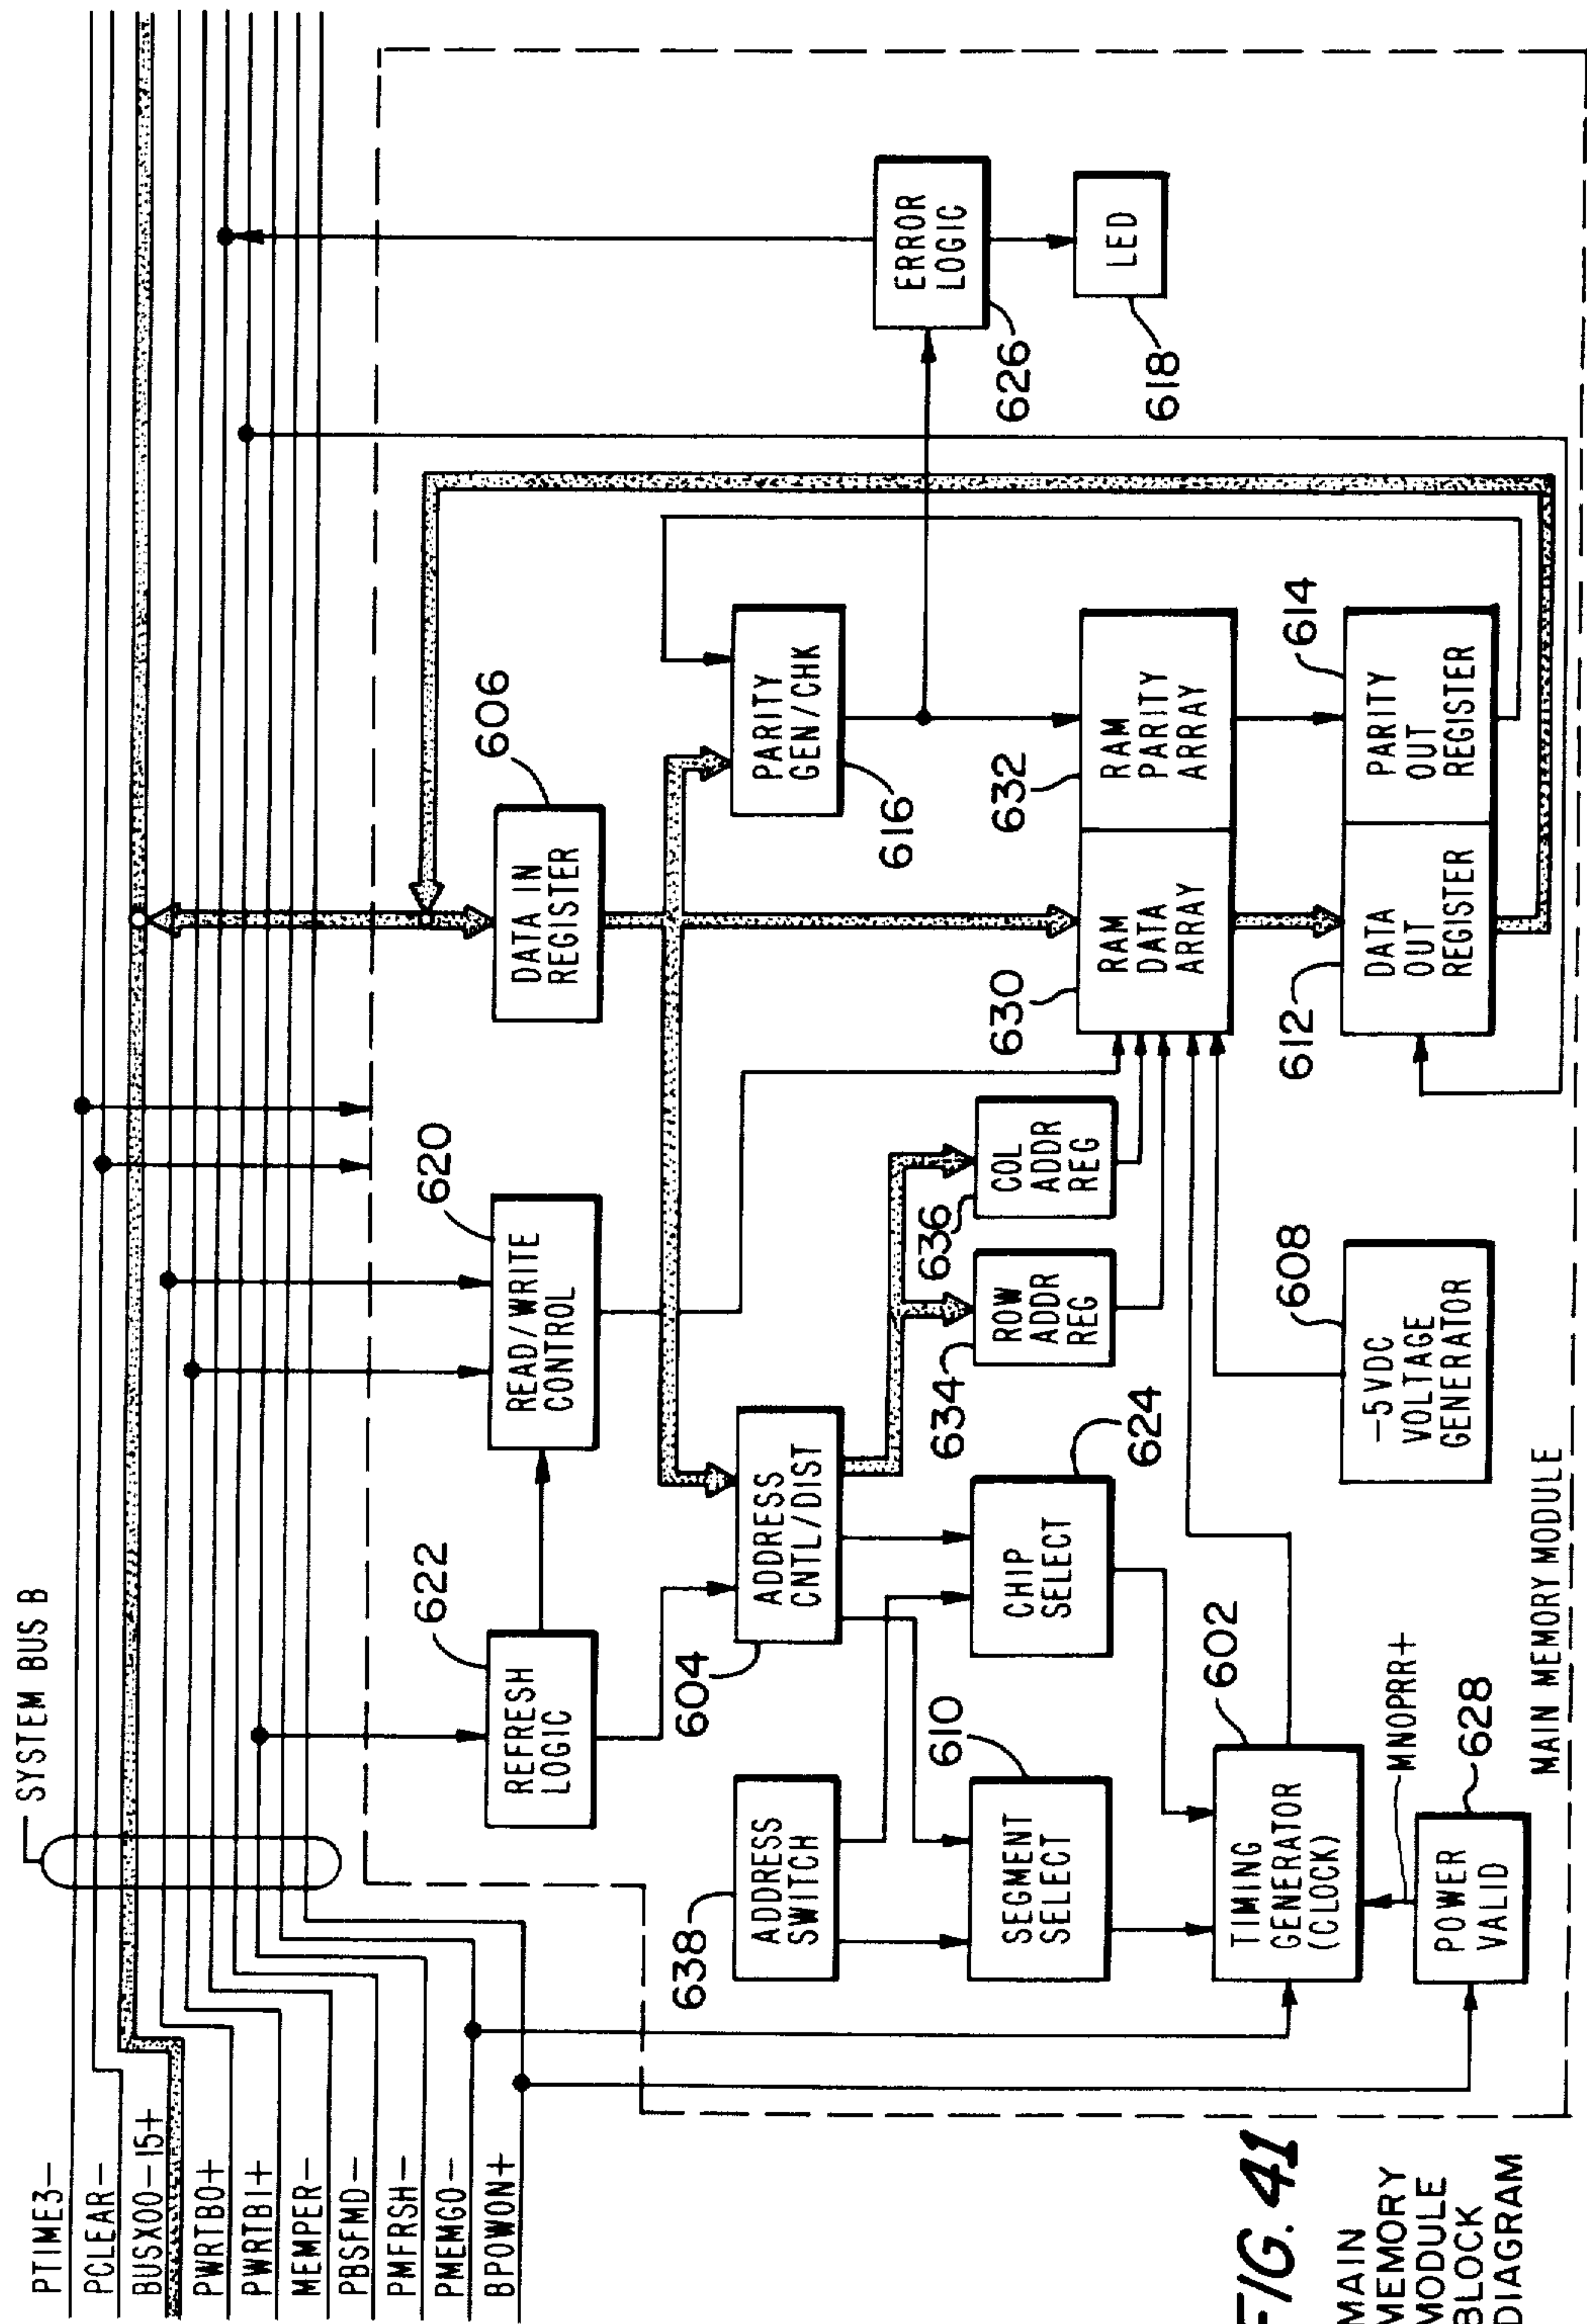 SYSTEM BUS B
PTIME3-
PCLEAR-
BUSX00-15+
PWRTB0+
PWRTB1+
MEMPER-
PBSFMD-
PMFRSH-
PMEMGO-
BPOWON+
622
REFRESH
LOGIC
620
READ/WRITE
CONTROL
606
DATA IN
REGISTER
638
ADDRESS
SWITCH
604
ADDRESS
CNTL/DIST
PARITY
GEN/CHK
616
ERROR
LOGIC
626
LED
618
610
SEGMENT
SELECT
CHIP
SELECT
624
634
ROW
ADDR
REG
636
COL
ADDR
REG
630
RAM
DATA
ARRAY
632
RAM
PARITY
ARRAY
602
TIMING
GENERATOR
(CLOCK)
MNOPRR+
POWER
VALID
628
608
-5VDC
VOLTAGE
GENERATOR
612
DATA
OUT
REGISTER
614
PARITY
OUT
REGISTER
MAIN MEMORY MODULE
FIG. 41
MAIN
MEMORY
MODULE
BLOCK
DIAGRAM